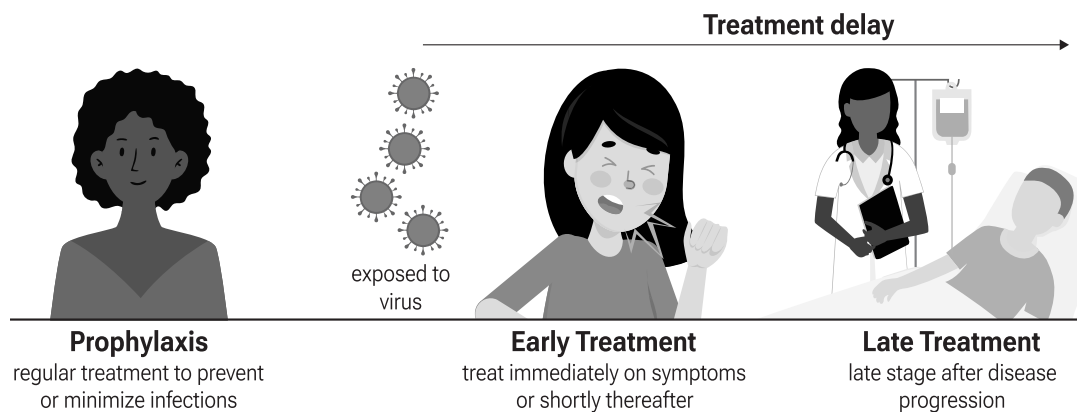 Treatment delay
exposed to
virus
Prophylaxis
regular treatment to prevent
or minimize infections
Early Treatment
treat immediately on symptoms
or shortly thereafter
Late Treatment
late stage after disease
progression